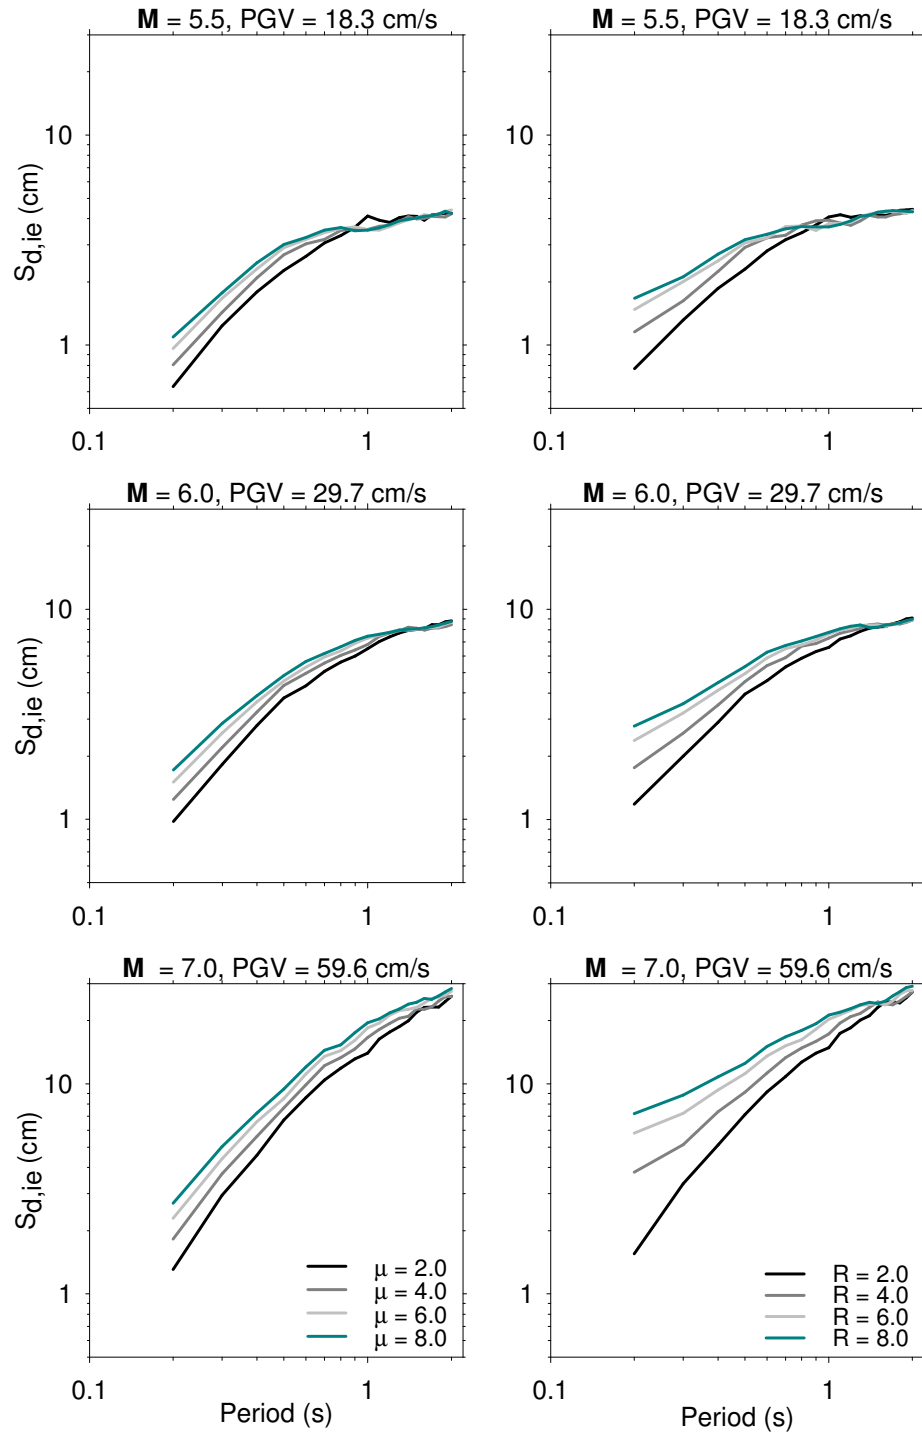 M = 5.5, PGV = 18.3 cm/s
10
1
0.1
1
Sd,ie (cm)
M = 5.5, PGV = 18.3 cm/s
10
1
0.1
1
M = 6.0, PGV = 29.7 cm/s
10
1
0.1
1
Sd,ie (cm)
M = 6.0, PGV = 29.7 cm/s
10
1
0.1
1
M = 7.0, PGV = 59.6 cm/s
10
1
0.1
1
Sd,ie (cm)
Period (s)
μ = 2.0
μ = 4.0
μ = 6.0
μ = 8.0
M = 7.0, PGV = 59.6 cm/s
10
1
0.1
1
Period (s)
R = 2.0
R = 4.0
R = 6.0
R = 8.0